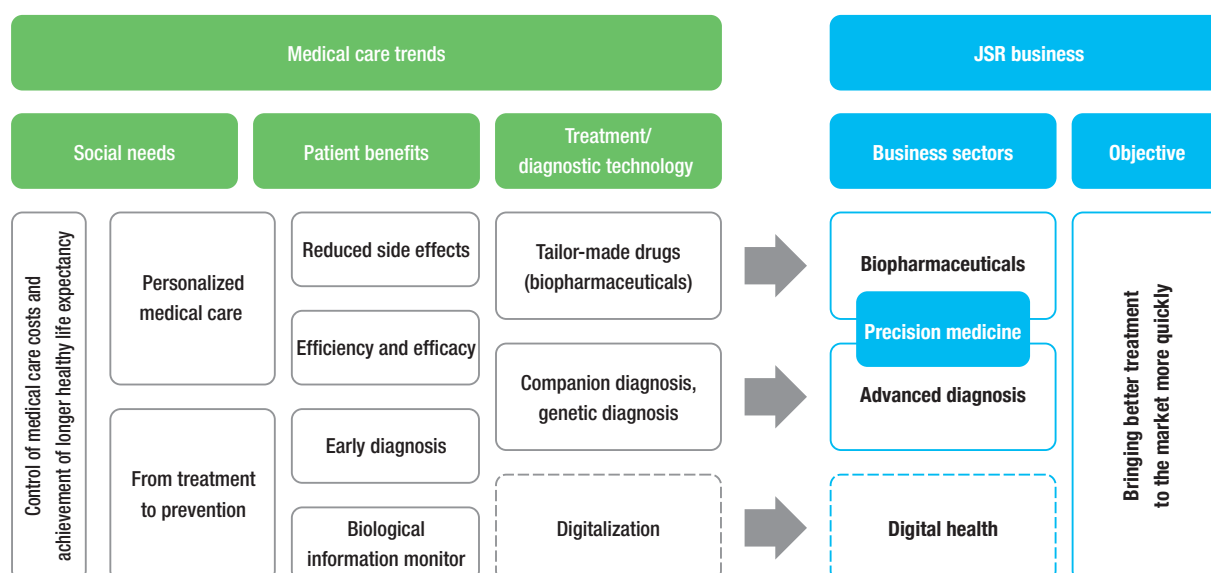 Medical care trends
JSR business
Social needs
Patient benefits
Treatment/
diagnostic technology
Business sectors
Objective
Control of medical care costs and
achievement of longer healthy life expectancy
Personalized
medical care
From treatment
to prevention
Reduced side effects
Efficiency and efficacy
Early diagnosis
Biological
information monitor
Tailor-made drugs
(biopharmaceuticals)
Companion diagnosis,
genetic diagnosis
Digitalization
Biopharmaceuticals
Precision medicine
Advanced diagnosis
Digital health
Bringing better treatment
to the market more quickly